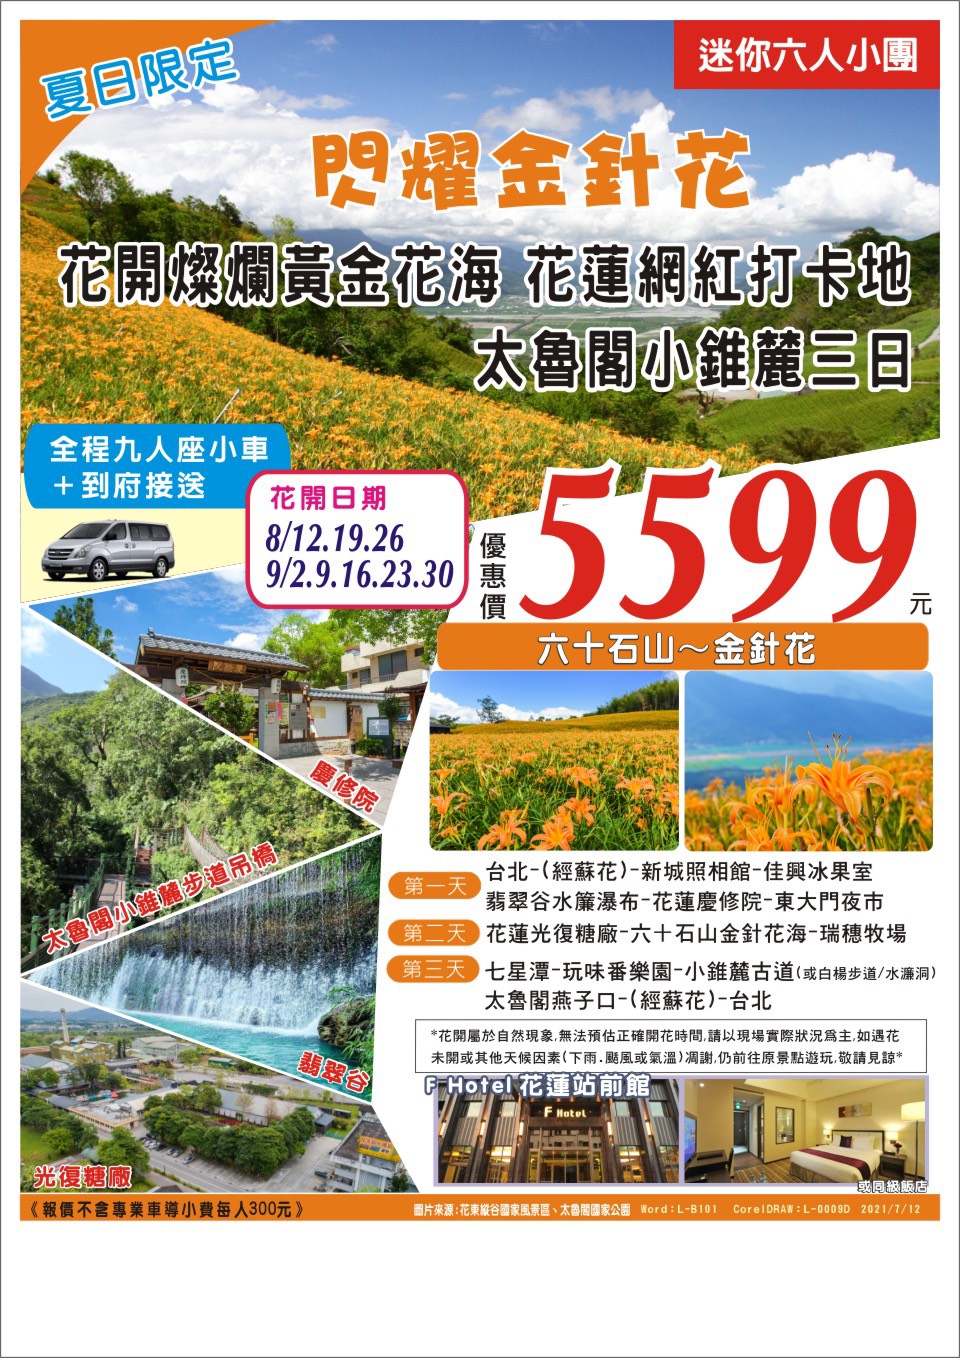 夏日限定
迷你六人小團
閃耀金針花
花開燦爛黃金花海 花蓮網紅打卡地
太魯閣小錐麓三日
全程九人座小車
＋到府接送
花開日期
8/12.19.26
9/2.9.16.23.30
優惠價
5599
元
六十石山～金針花
慶修院
太魯閣小錐麓步道吊橋
翡翠谷
光復糖廠
第一天
台北-(經蘇花)-新城照相館-佳興冰果室
翡翠谷水簾瀑布-花蓮慶修院-東大門夜市
第二天
花蓮光復糖廠-六十石山金針花海-瑞穗牧場
第三天
七星潭-玩味番樂園-小錐麓古道(或白楊步道/水濂洞)
太魯閣燕子口-(經蘇花)-台北
*花開屬於自然現象,無法預估正確開花時間,請以現場實際狀況爲主,如遇花
未開或其他天候因素(下雨．颱風或氣溫)凋謝,仍前往原景點遊玩,敬請見諒*
F Hotel 花蓮站前館
F Hotel
或同級飯店
《報價不含專業車導小費每人300元》
圖片來源:花東縱谷國家風景區、太魯閣國家公園 Word:L-B101 CorelDRAW:L-0009D 2021/7/12